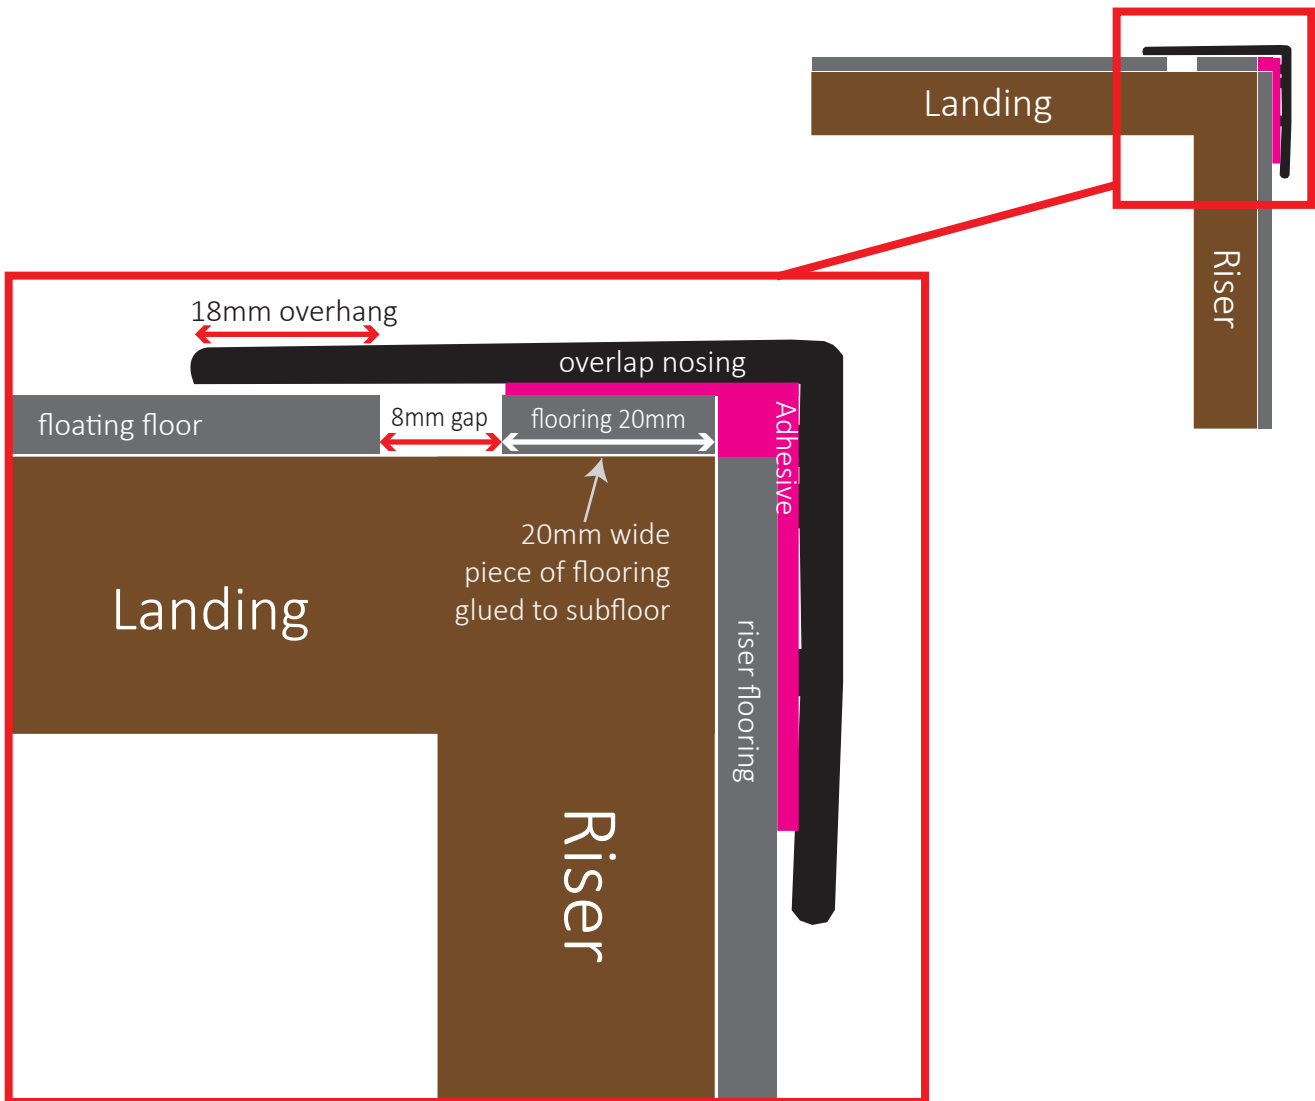 Landing
Riser
18mm overhang
overlap nosing
floating floor
8mm gap
flooring 20mm
Adhesive
20mm wide
piece of flooring
glued to subfloor
Landing
riser flooring
Riser